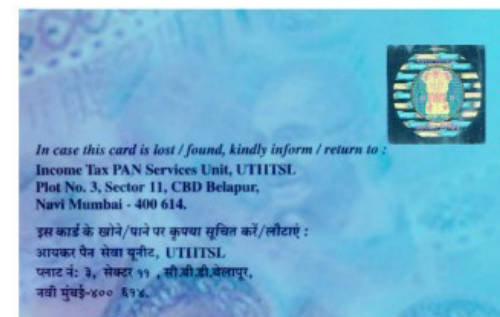 In case this card is lost / found, kindly inform / return to :
Income Tax PAN Services Unit, UTIITSL
Plot No. 3, Sector 11, CBD Belapur,
Navi Mumbai - 400 614.
इस कार्ड के खोने/पाने पर कृपया सूचित करें/लौटाएं :
आयकर पैन सेवा यूनीट, UTIITSL
प्लाट नं: ३, सेक्टर ११ , सी.बी.डी.बेलापूर,
नवी मुंबई-४०० ६१४.